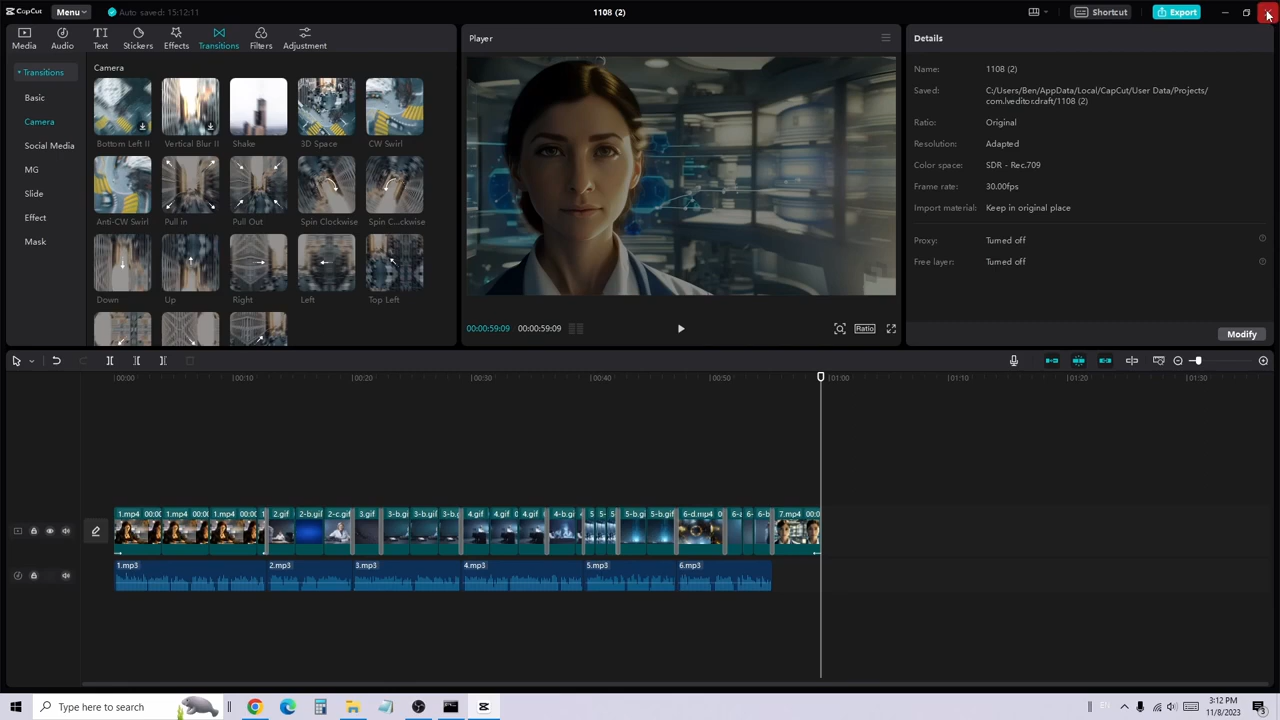 CapCut
Menu
Auto saved: 15:12:11
1108 (2)
Shortcut
Export
Media
Audio
Text
Stickers
Effects
Transitions
Filters
Adjustment
Transitions
Basic
Camera
Social Media
MG
Slide
Effect
Mask
Camera
Bottom Left II
Vertical Blur II
Shake
3D Space
CW Swirl
Anti-CW Swirl
Pull in
Pull Out
Spin Clockwise
Spin C...ckwise
Down
Up
Right
Left
Top Left
Player
00:00:59:09
00:00:59:09
Ratio
Details
Name:
1108 (2)
Saved:
C:/Users/Ben/AppData/Local/CapCut/User Data/Projects/
com.lveditor.draft/1108 (2)
Ratio:
Original
Resolution:
Adapted
Color space:
SDR - Rec.709
Frame rate:
30.00fps
Import material:
Keep in original place
Proxy:
Turned off
Free layer:
Turned off
Modify
00:00
00:10
00:20
00:30
00:40
00:50
01:00
01:10
01:20
01:30
1.mp4 00:00
1.mp4 00:00
1.mp4 00:00
2.gif
2-b.gif
2-c.gif
3.gif
3-b.gi
3-b.gi
3-b.g
4.gif
4.gif
4.gif
4-b.gi
5
5
5
5-b.gi
5-b.gif
6-d.mp4 0
6-a
6-b
7.mp4 00:0
1.mp3
2.mp3
3.mp3
4.mp3
5.mp3
6.mp3
Type here to search
EN
3:12 PM
11/8/2023
3